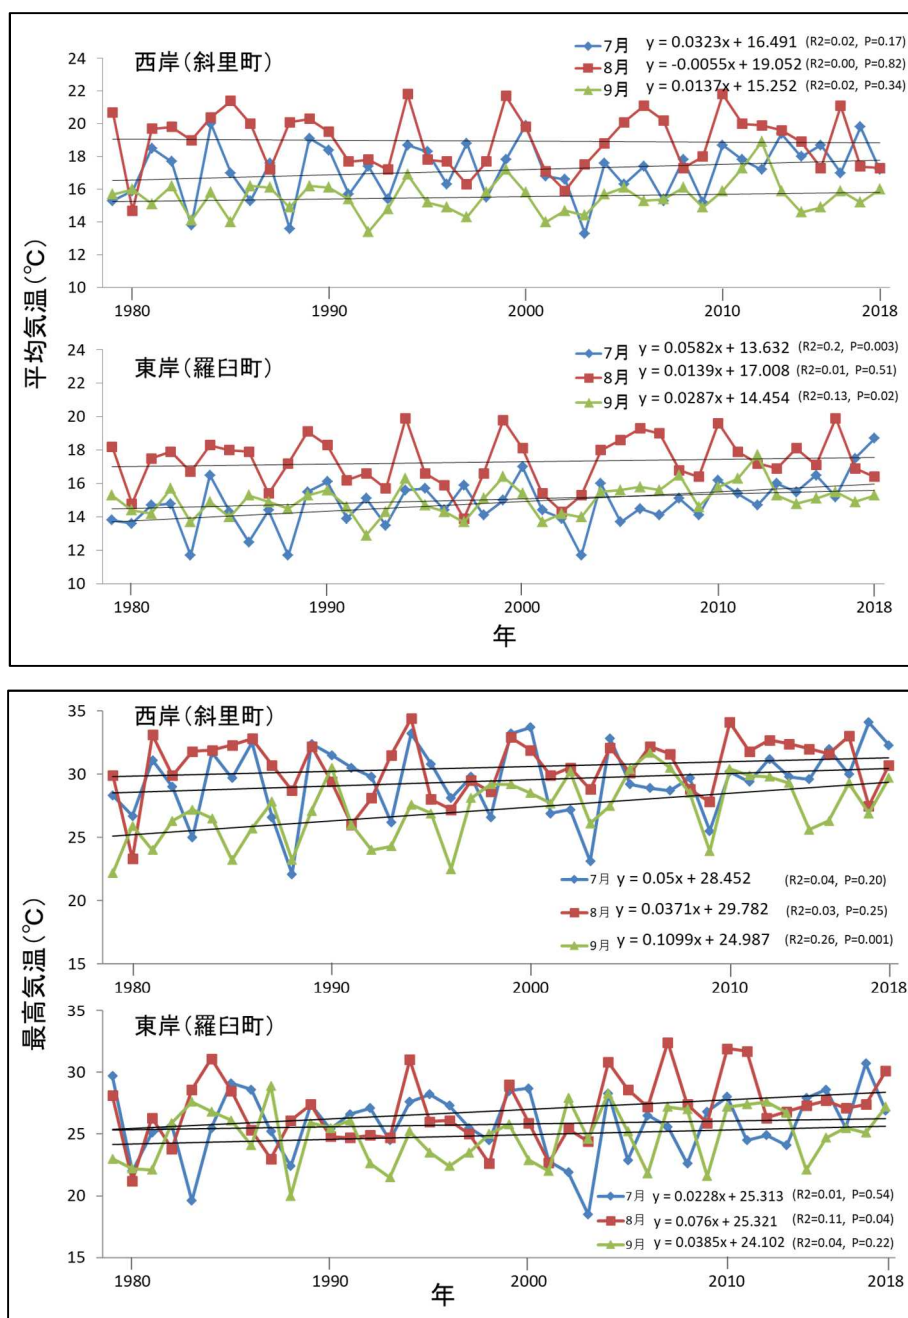 平均気温(℃)
西岸(斜里町)
7月 y = 0.0323x + 16.491 (R2=0.02, P=0.17)
8月 y = -0.0055x + 19.052 (R2=0.00, P=0.82)
9月 y = 0.0137x + 15.252 (R2=0.02, P=0.34)
24
22
20
18
16
14
12
10
1980 1990 2000 2010 2018
東岸(羅臼町)
7月 y = 0.0582x + 13.632 (R2=0.2, P=0.003)
8月 y = 0.0139x + 17.008 (R2=0.01, P=0.51)
9月 y = 0.0287x + 14.454 (R2=0.13, P=0.02)
24
22
20
18
16
14
12
10
1980 1990 2000 2010 2018
年
最高気温(℃)
西岸(斜里町)
35
30
25
20
15
7月 y = 0.05x + 28.452 (R2=0.04, P=0.20)
8月 y = 0.0371x + 29.782 (R2=0.03, P=0.25)
9月 y = 0.1099x + 24.987 (R2=0.26, P=0.001)
1980 1990 2000 2010 2018
東岸(羅臼町)
35
30
25
20
15
7月 y = 0.0228x + 25.313 (R2=0.01, P=0.54)
8月 y = 0.076x + 25.321 (R2=0.11, P=0.04)
9月 y = 0.0385x + 24.102 (R2=0.04, P=0.22)
1980 1990 2000 2010 2018
年